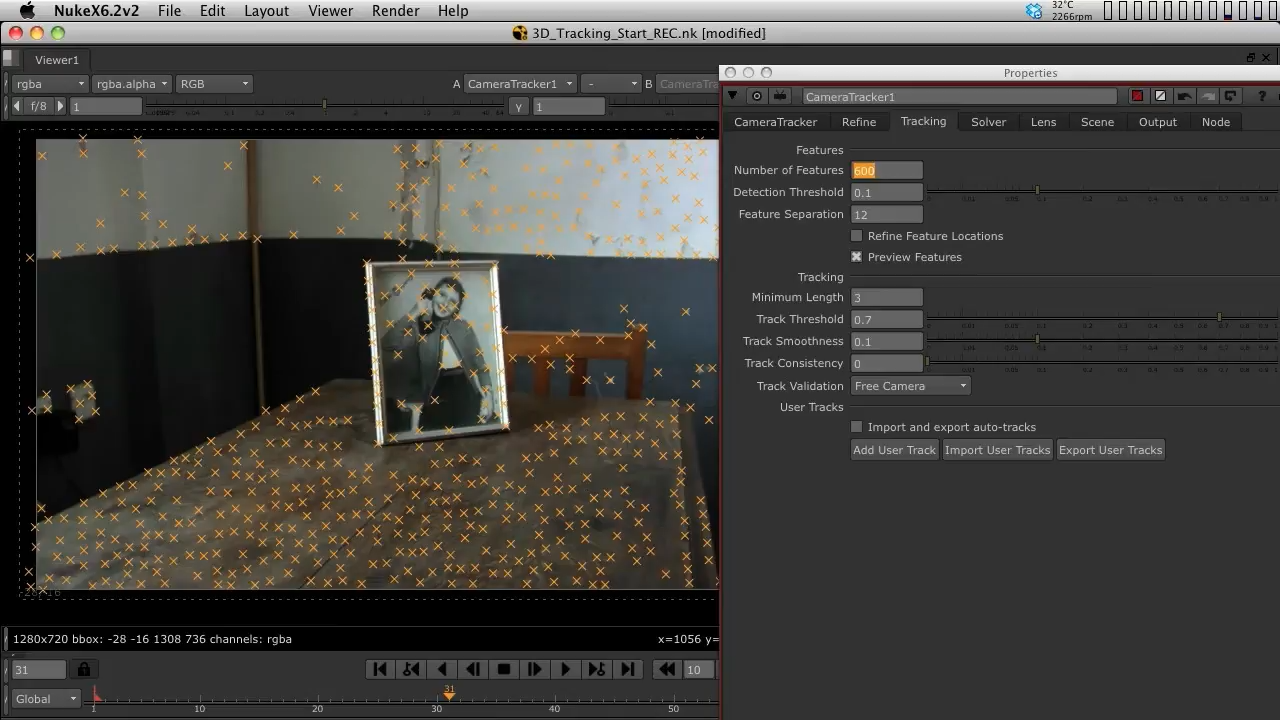 NukeX6.2v2 File Edit Layout Viewer Render Help
32°C
2266rpm
3D_Tracking_Start_REC.nk [modified]
Viewer1
Properties
rgba rgba.alpha RGB A CameraTracker1 - B CameraTra
f/8 1 Y 1
CameraTracker1 ?
CameraTracker Refine Tracking Solver Lens Scene Output Node
Features
Number of Features 600
Detection Threshold 0.1
Feature Separation 12
Refine Feature Locations
Preview Features
Tracking
Minimum Length 3
Track Threshold 0.7
Track Smoothness 0.1
Track Consistency 0
Track Validation Free Camera
User Tracks
Import and export auto-tracks
Add User Track Import User Tracks Export User Tracks
1280x720 bbox: -28 -16 1308 736 channels: rgba x=1056 y=
31 10
Global
31
1 10 20 30 40 50